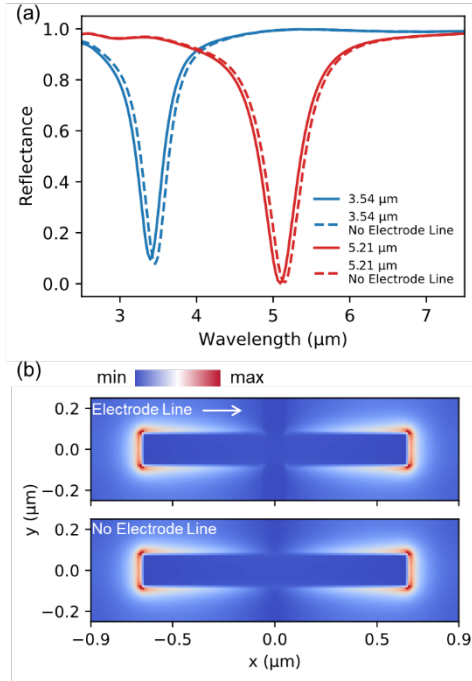 (a)
1.0
0.8
0.6
0.4
0.2
0.0
Reflectance
3.54 μm
3.54 μm
No Electrode Line
5.21 μm
5.21 μm
No Electrode Line
3 4 5 6 7
Wavelength (μm)
(b)
min max
0.2
0.0
−0.2
Electrode Line
0.2
0.0
−0.2
No Electrode Line
y (μm)
−0.9 −0.5 0.0 0.5 0.9
x (μm)